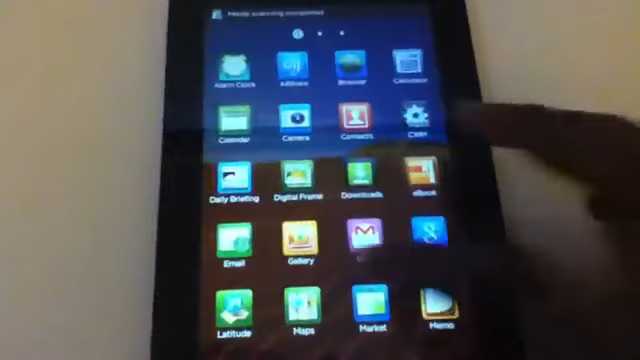 Media scanning completed
Alarm Clock AllShare Browser Calculator
Calendar Camera Contacts CWM
Daily Briefing Digital Frame Downloads eBook
Email Gallery
Latitude Maps Market Memo